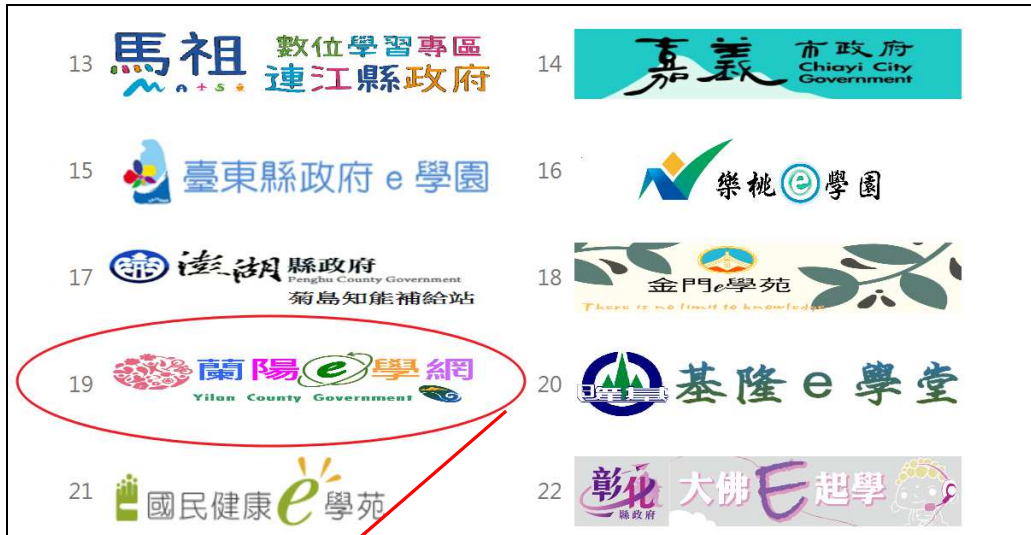 13
馬祖
Matsu
數位學習專區
連江縣政府
14
嘉義
市政府
Chiayi City
Government
15
臺東縣政府 e 學園
16
樂桃e學園
17
澎湖
縣政府
Penghu County Government
菊島知能補給站
18
金門e學苑
There is no limit to knowledge
19
蘭陽e學網
Yilan County Government
20
基隆 e 學堂
21
國民健康e學苑
22
彰化
縣政府
大佛E起學